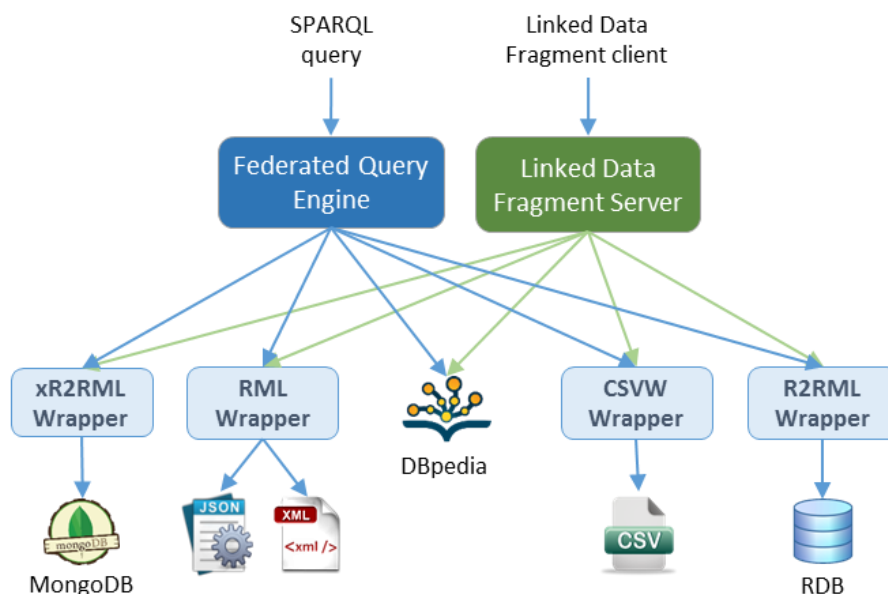 SPARQL
query
Linked Data
Fragment client
Federated Query
Engine
Linked Data
Fragment Server
xR2RML
Wrapper
RML
Wrapper
DBpedia
CSVW
Wrapper
R2RML
Wrapper
mongoDB
MongoDB
JSON
XML
<xml />
CSV
RDB